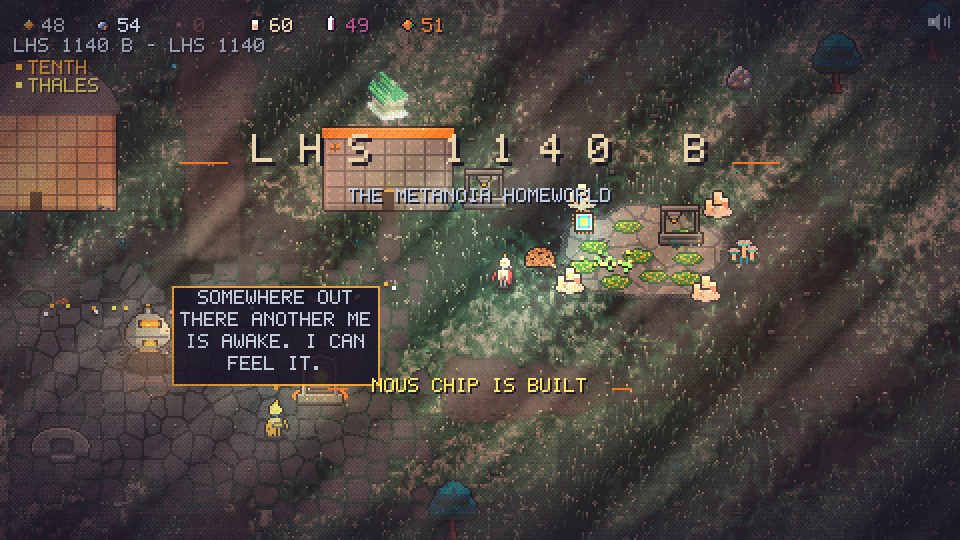 48 54 0 60 49 51
LHS 1140 B - LHS 1140
TENTH
THALES
LHS 1140 B
THE METANOIA HOMEWORLD
SOMEWHERE OUT
THERE ANOTHER ME
IS AWAKE. I CAN
FEEL IT.
NOUS CHIP IS BUILT